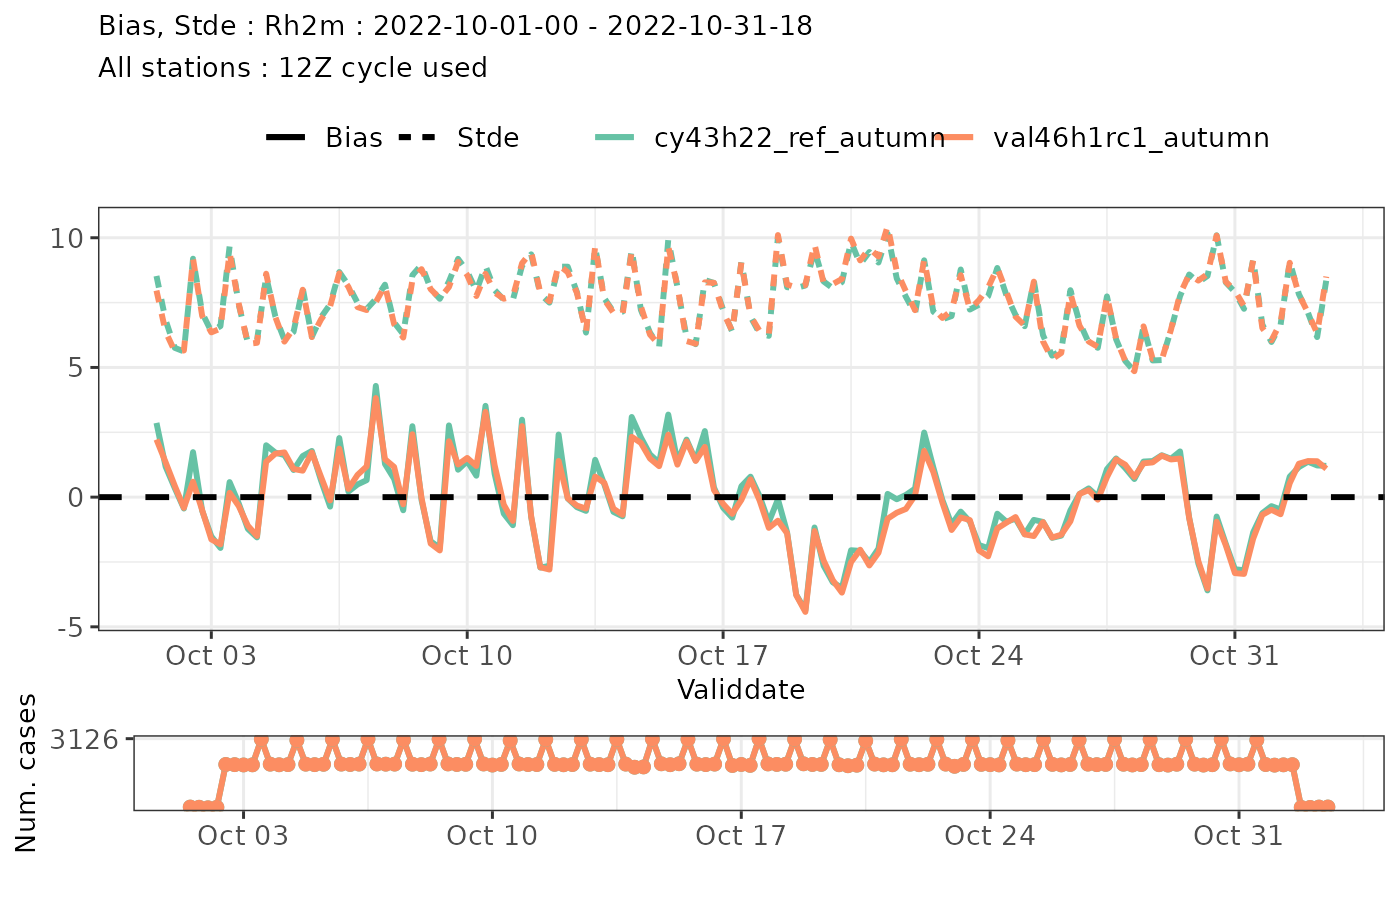 Bias, Stde : Rh2m : 2022-10-01-00 - 2022-10-31-18
All stations : 12Z cycle used
Bias Stde cy43h22_ref_autumn val46h1rc1_autumn
10
5
0
-5
Oct 03 Oct 10 Oct 17 Oct 24 Oct 31
Validdate
Num. cases
3126
Oct 03 Oct 10 Oct 17 Oct 24 Oct 31